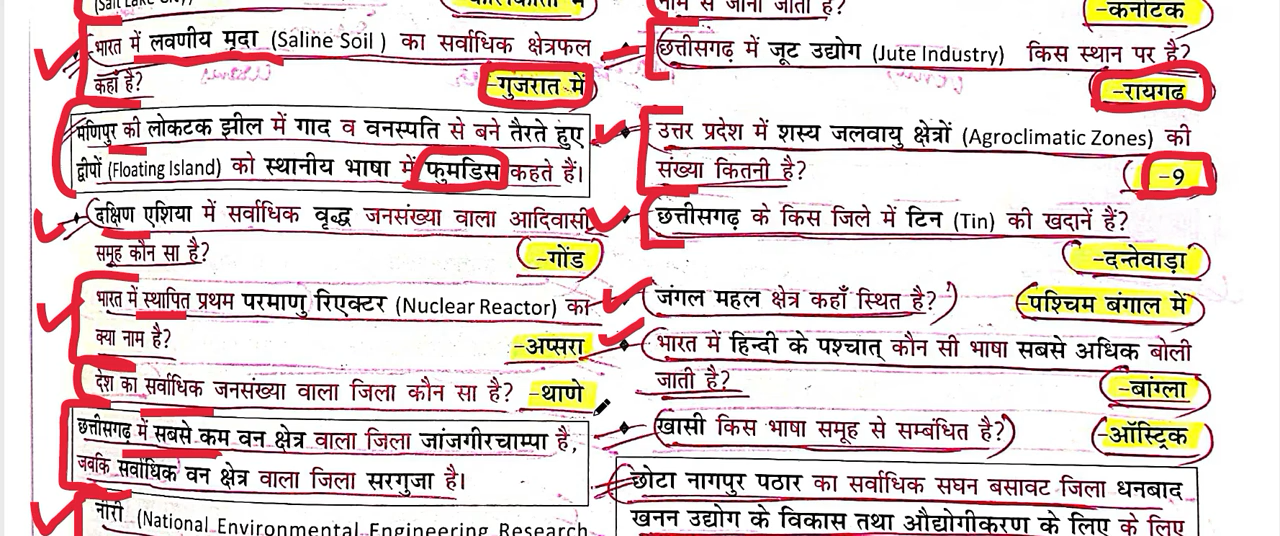 (Salt Lake City)
कोलकाता में
भारत में लवणीय मृदा (Saline Soil ) का सर्वाधिक क्षेत्रफल
कहाँ है?
-गुजरात में
मणिपुर की लोकटक झील में गाद व वनस्पति से बने तैरते हुए
द्वीपों (Floating Island) को स्थानीय भाषा में फुमडिस कहते हैं।
दक्षिण एशिया में सर्वाधिक वृद्ध जनसंख्या वाला आदिवासी
समूह कौन सा है?
-गोंड
भारत में स्थापित प्रथम परमाणु रिएक्टर (Nuclear Reactor) का
क्या नाम है?
-अप्सरा
देश का सर्वाधिक जनसंख्या वाला जिला कौन सा है? -थाणे
छत्तीसगढ़ में सबसे कम वन क्षेत्र वाला जिला जांजगीरचाम्पा है,
जबकि सर्वाधिक वन क्षेत्र वाला जिला सरगुजा है।
नीरी (National Environmental Engineering Research
नाम से जाना जाता है?
-कर्नाटक
छत्तीसगढ़ में जूट उद्योग (Jute Industry) किस स्थान पर है?
-रायगढ
उत्तर प्रदेश में शस्य जलवायु क्षेत्रों (Agroclimatic Zones) की
संख्या कितनी है?
-9
छत्तीसगढ़ के किस जिले में टिन (Tin) की खदानें हैं?
-दन्तेवाड़ा
जंगल महल क्षेत्र कहाँ स्थित है?
-पश्चिम बंगाल में
भारत में हिन्दी के पश्चात् कौन सी भाषा सबसे अधिक बोली
जाती है?
-बांग्ला
खासी किस भाषा समूह से सम्बंधित है?
-ऑस्ट्रिक
छोटा नागपुर पठार का सर्वाधिक सघन बसावट जिला धनबाद
खनन उद्योग के विकास तथा औद्योगीकरण के लिए के लिए